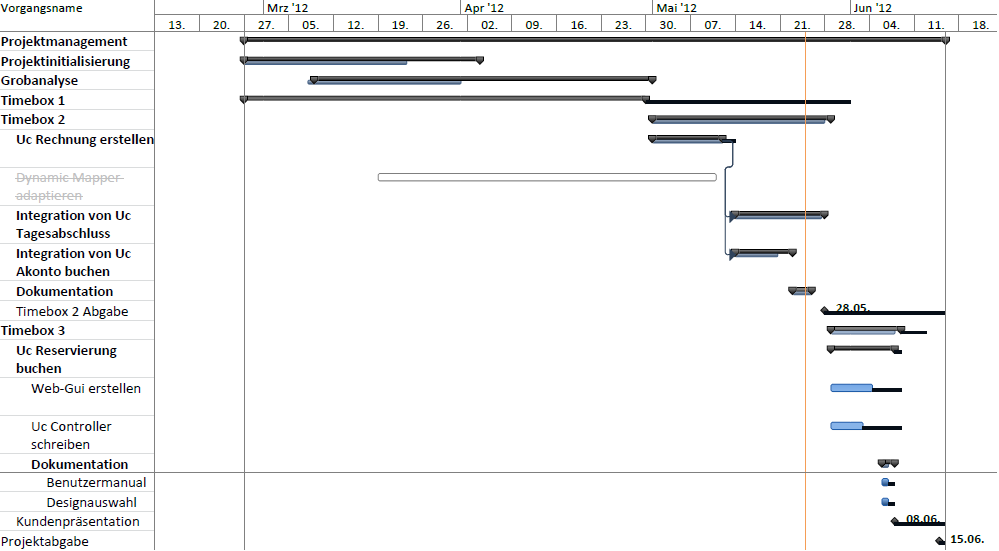 Vorgangsname
Mrz '12 Apr '12 Mai '12 Jun '12
13. 20. 27. 05. 12. 19. 26. 02. 09. 16. 23. 30. 07. 14. 21. 28. 04. 11. 18.
Projektmanagement
Projektinitialisierung
Grobanalyse
Timebox 1
Timebox 2
Uc Rechnung erstellen
Dynamic Mapper
adaptieren
Integration von Uc
Tagesabschluss
Integration von Uc
Akonto buchen
Dokumentation
Timebox 2 Abgabe 28.05.
Timebox 3
Uc Reservierung
buchen
Web-Gui erstellen
Uc Controller
schreiben
Dokumentation
Benutzermanual
Designauswahl
Kundenpräsentation 08.06.
Projektabgabe 15.06.